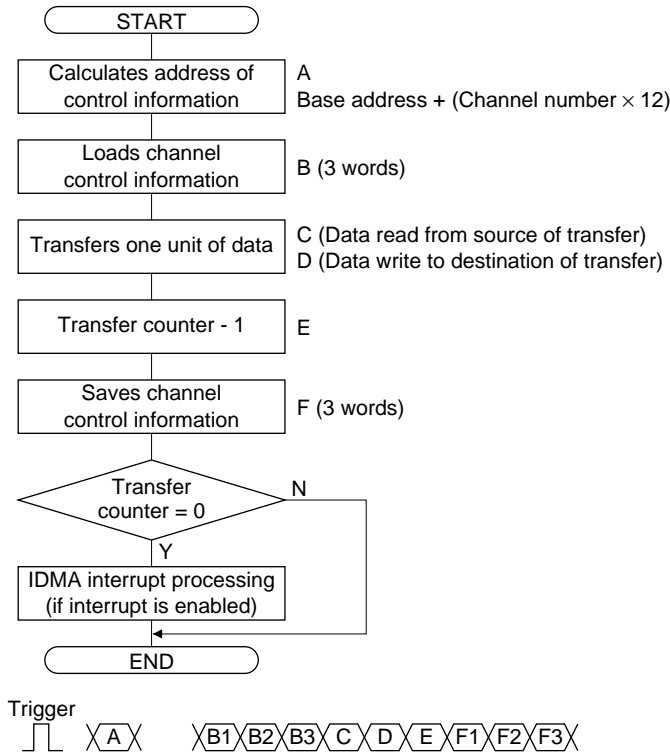 START
Calculates address of
control information
A
Base address + (Channel number × 12)
Loads channel
control information
B (3 words)
Transfers one unit of data
C (Data read from source of transfer)
D (Data write to destination of transfer)
Transfer counter - 1
E
Saves channel
control information
F (3 words)
Transfer
counter = 0
N
Y
IDMA interrupt processing
(if interrupt is enabled)
END
Trigger
A B1 B2 B3 C D E F1 F2 F3